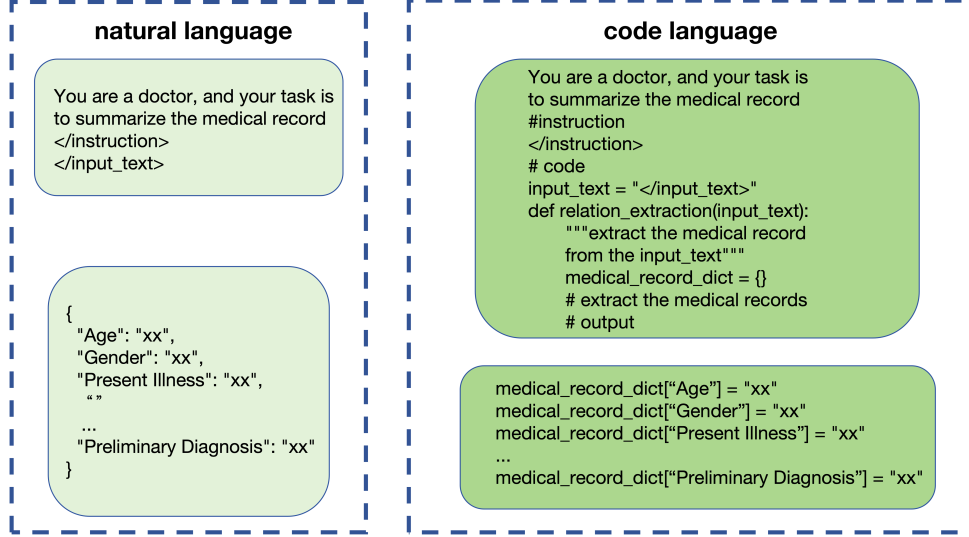 natural language
You are a doctor, and your task is
to summarize the medical record
</instruction>
</input_text>
{
"Age": "xx",
"Gender": "xx",
"Present Illness": "xx",
“ ”
...
"Preliminary Diagnosis": "xx"
}
code language
You are a doctor, and your task is
to summarize the medical record
#instruction
</instruction>
# code
input_text = "</input_text>"
def relation_extraction(input_text):
"""extract the medical record
from the input_text"""
medical_record_dict = {}
# extract the medical records
# output
medical_record_dict[“Age”] = "xx"
medical_record_dict[“Gender”] = "xx"
medical_record_dict[“Present Illness”] = "xx"
...
medical_record_dict[“Preliminary Diagnosis”] = "xx"